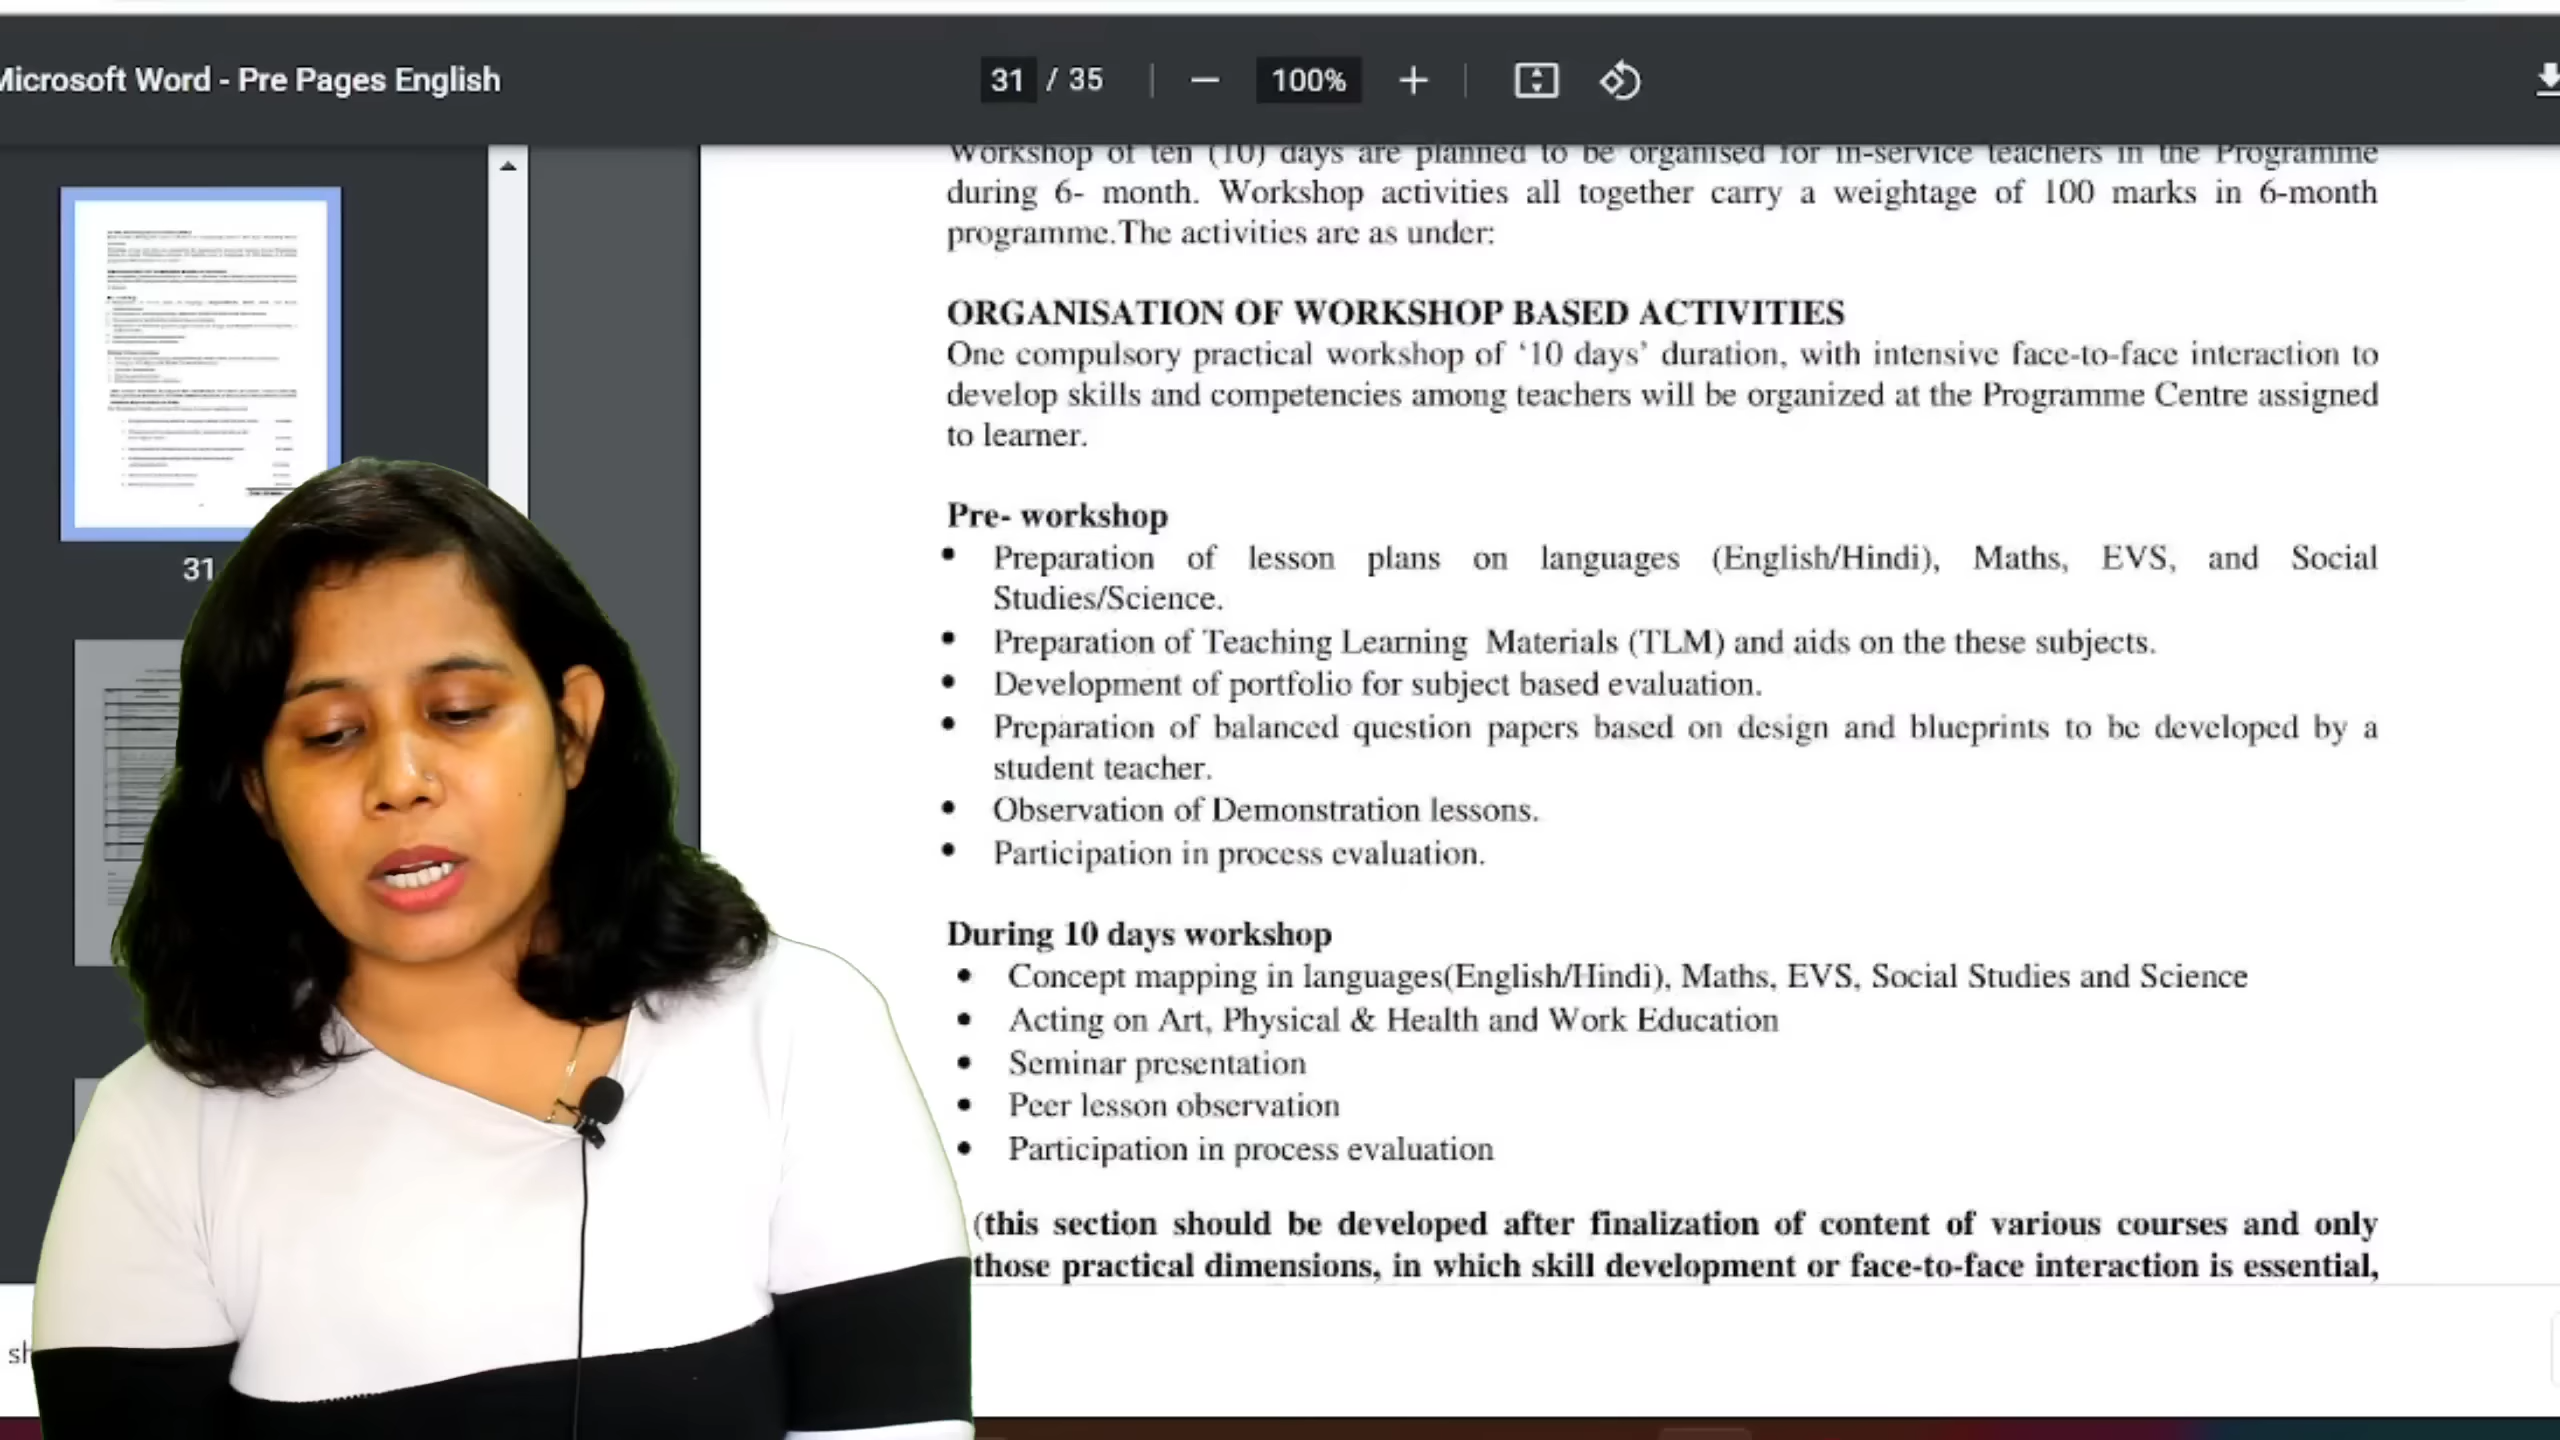 Microsoft Word - Pre Pages English
31 / 35
100%
31
Workshop of ten (10) days are planned to be organised for in-service teachers in the Programme
during 6- month. Workshop activities all together carry a weightage of 100 marks in 6-month
programme.The activities are as under:
ORGANISATION OF WORKSHOP BASED ACTIVITIES
One compulsory practical workshop of ‘10 days’ duration, with intensive face-to-face interaction to
develop skills and competencies among teachers will be organized at the Programme Centre assigned
to learner.
Pre- workshop
• Preparation of lesson plans on languages (English/Hindi), Maths, EVS, and Social
Studies/Science.
• Preparation of Teaching Learning Materials (TLM) and aids on the these subjects.
• Development of portfolio for subject based evaluation.
• Preparation of balanced question papers based on design and blueprints to be developed by a
student teacher.
• Observation of Demonstration lessons.
• Participation in process evaluation.
During 10 days workshop
• Concept mapping in languages(English/Hindi), Maths, EVS, Social Studies and Science
• Acting on Art, Physical & Health and Work Education
• Seminar presentation
• Peer lesson observation
• Participation in process evaluation
(this section should be developed after finalization of content of various courses and only
those practical dimensions, in which skill development or face-to-face interaction is essential,